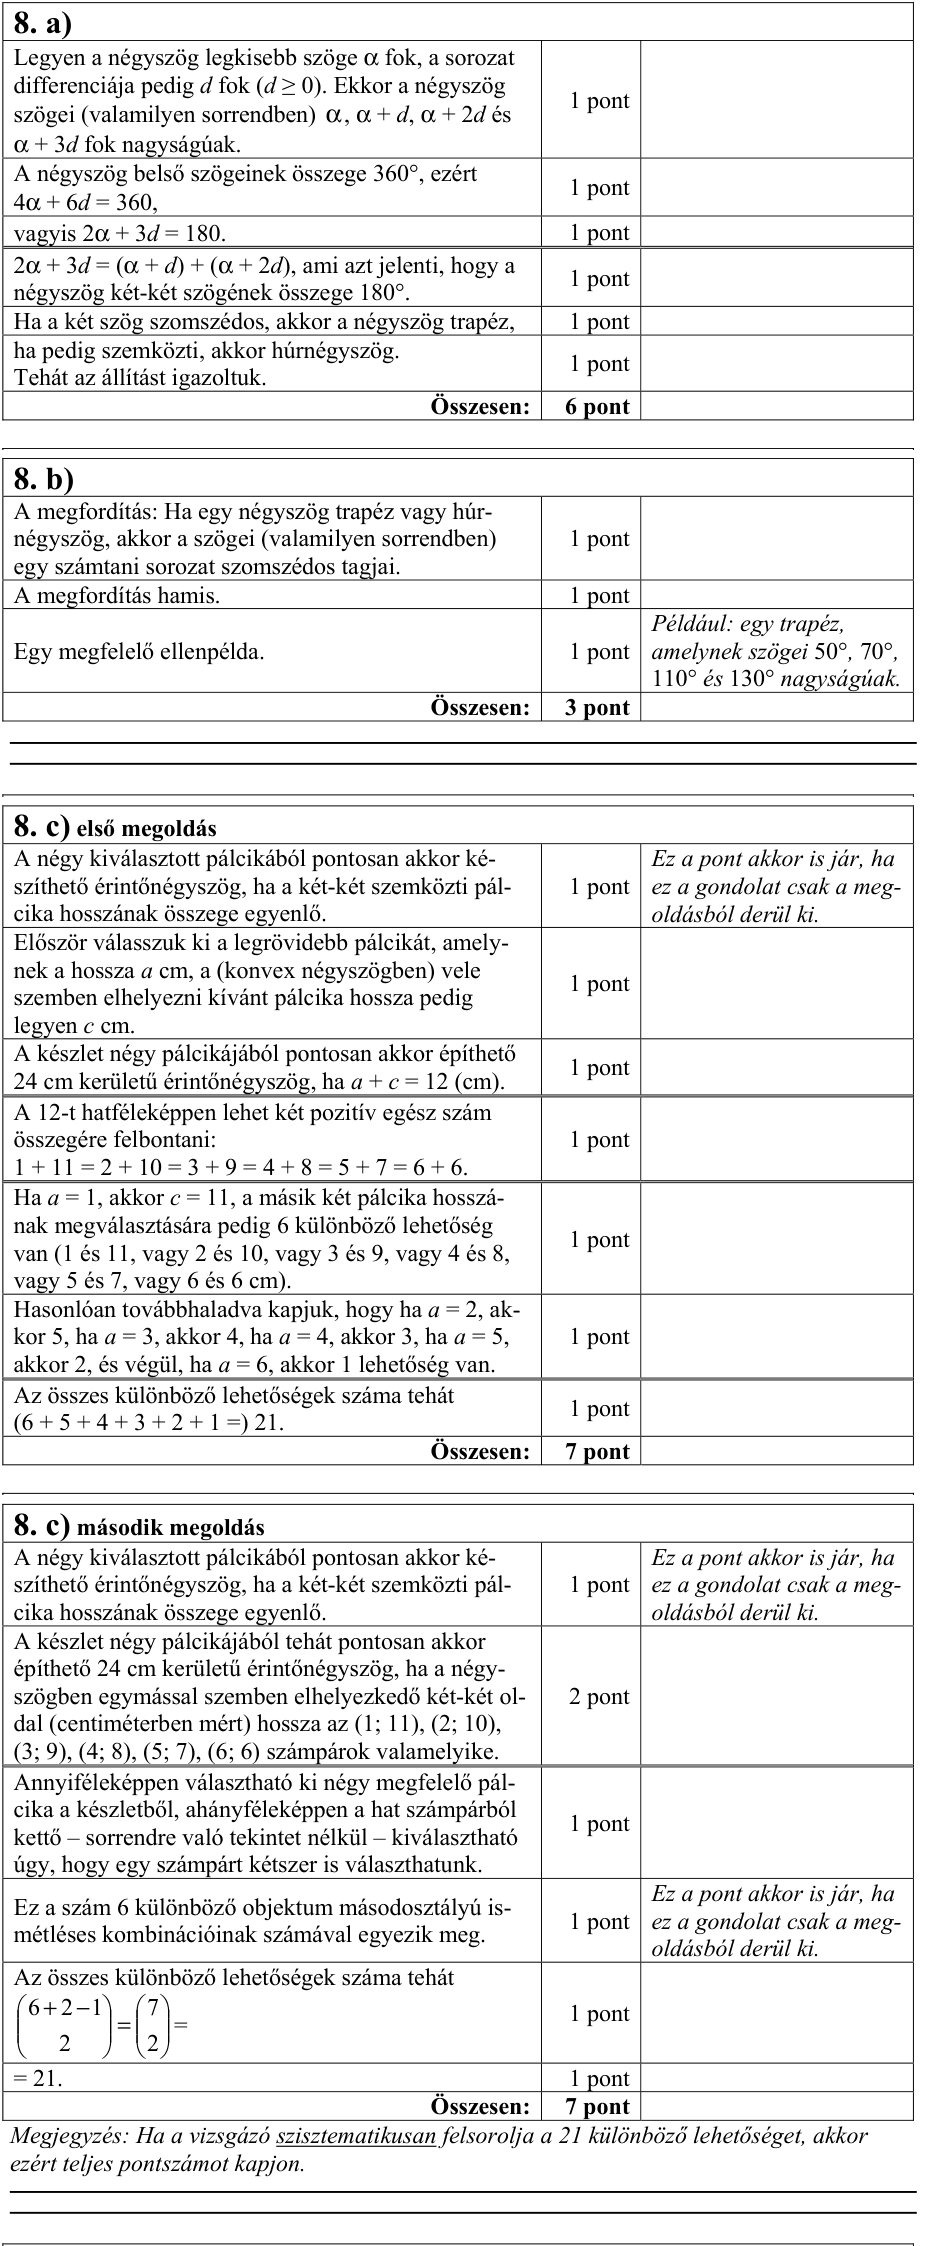 8. a)
Legyen a négyszög legkisebb szöge α fok, a sorozat
differenciája pedig d fok (d ≥ 0). Ekkor a négyszög
szögei (valamilyen sorrendben) α, α + d, α + 2d és
α + 3d fok nagyságúak.
1 pont
A négyszög belső szögeinek összege 360°, ezért
4α + 6d = 360,
1 pont
vagyis 2α + 3d = 180.
1 pont
2α + 3d = (α + d) + (α + 2d), ami azt jelenti, hogy a
négyszög két-két szögének összege 180°.
1 pont
Ha a két szög szomszédos, akkor a négyszög trapéz,
1 pont
ha pedig szemközti, akkor húrnégyszög.
Tehát az állítást igazoltuk.
1 pont
Összesen:
6 pont
8. b)
A megfordítás: Ha egy négyszög trapéz vagy húr-
négyszög, akkor a szögei (valamilyen sorrendben)
egy számtani sorozat szomszédos tagjai.
1 pont
A megfordítás hamis.
1 pont
Egy megfelelő ellenpélda.
1 pont
Például: egy trapéz,
amelynek szögei 50°, 70°,
110° és 130° nagyságúak.
Összesen:
3 pont
8. c) első megoldás
A négy kiválasztott pálcikából pontosan akkor ké-
szíthető érintőnégyszög, ha a két-két szemközti pál-
cika hosszának összege egyenlő.
1 pont
Ez a pont akkor is jár, ha
ez a gondolat csak a meg-
oldásból derül ki.
Először válasszuk ki a legrövidebb pálcikát, amely-
nek a hossza a cm, a (konvex négyszögben) vele
szemben elhelyezni kívánt pálcika hossza pedig
legyen c cm.
1 pont
A készlet négy pálcikájából pontosan akkor építhető
24 cm kerületű érintőnégyszög, ha a + c = 12 (cm).
1 pont
A 12-t hatféleképpen lehet két pozitív egész szám
összegére felbontani:
1 + 11 = 2 + 10 = 3 + 9 = 4 + 8 = 5 + 7 = 6 + 6.
1 pont
Ha a = 1, akkor c = 11, a másik két pálcika hosszá-
nak megválasztására pedig 6 különböző lehetőség
van (1 és 11, vagy 2 és 10, vagy 3 és 9, vagy 4 és 8,
vagy 5 és 7, vagy 6 és 6 cm).
1 pont
Hasonlóan továbbhaladva kapjuk, hogy ha a = 2, ak-
kor 5, ha a = 3, akkor 4, ha a = 4, akkor 3, ha a = 5,
akkor 2, és végül, ha a = 6, akkor 1 lehetőség van.
1 pont
Az összes különböző lehetőségek száma tehát
(6 + 5 + 4 + 3 + 2 + 1 =) 21.
1 pont
Összesen:
7 pont
8. c) második megoldás
A négy kiválasztott pálcikából pontosan akkor ké-
szíthető érintőnégyszög, ha a két-két szemközti pál-
cika hosszának összege egyenlő.
1 pont
Ez a pont akkor is jár, ha
ez a gondolat csak a meg-
oldásból derül ki.
A készlet négy pálcikájából tehát pontosan akkor
építhető 24 cm kerületű érintőnégyszög, ha a négy-
szögben egymással szemben elhelyezkedő két-két ol-
dal (centiméterben mért) hossza az (1; 11), (2; 10),
(3; 9), (4; 8), (5; 7), (6; 6) számpárok valamelyike.
2 pont
Annyiféleképpen választható ki négy megfelelő pál-
cika a készletből, ahányféleképpen a hat számpárból
kettő – sorrendre való tekintet nélkül – kiválasztható
úgy, hogy egy számpárt kétszer is választhatunk.
1 pont
Ez a szám 6 különböző objektum másodosztályú is-
métléses kombinációinak számával egyezik meg.
1 pont
Ez a pont akkor is jár, ha
ez a gondolat csak a meg-
oldásból derül ki.
Az összes különböző lehetőségek száma tehát
(6+2−1 2) = (7 2) =
1 pont
= 21.
1 pont
Összesen:
7 pont
Megjegyzés: Ha a vizsgázó szisztematikusan felsorolja a 21 különböző lehetőséget, akkor
ezért teljes pontszámot kapjon.